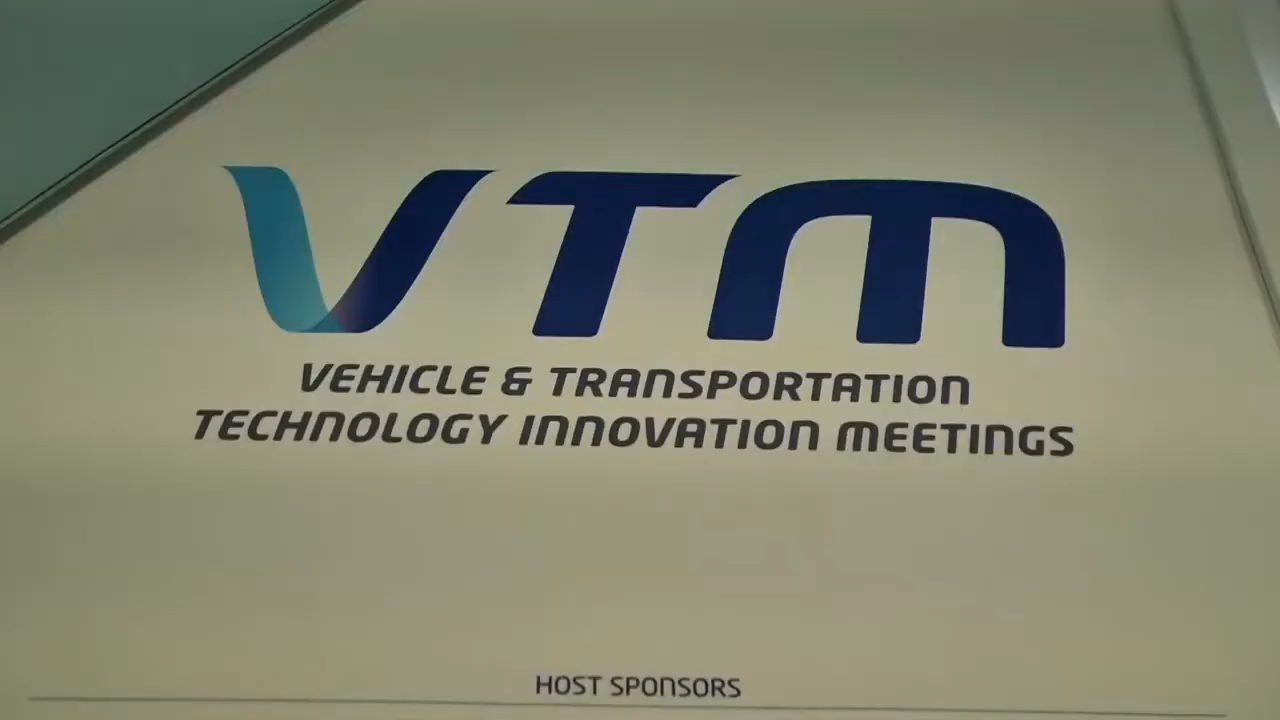 VTM
VEHICLE & TRANSPORTATION
TECHNOLOGY INNOVATION MEETINGS
HOST SPONSORS